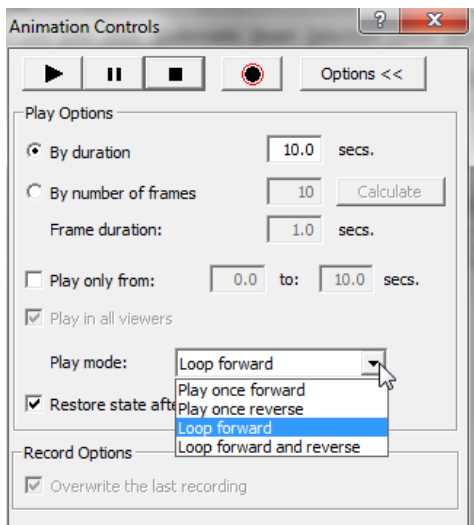 Animation Controls
Options <<
Play Options
By duration 10.0 secs.
By number of frames 10 Calculate
Frame duration: 1.0 secs.
Play only from: 0.0 to: 10.0 secs.
Play in all viewers
Play mode: Loop forward
Play once forward
Restore state afte
Play once reverse
Loop forward
Loop forward and reverse
Record Options
Overwrite the last recording